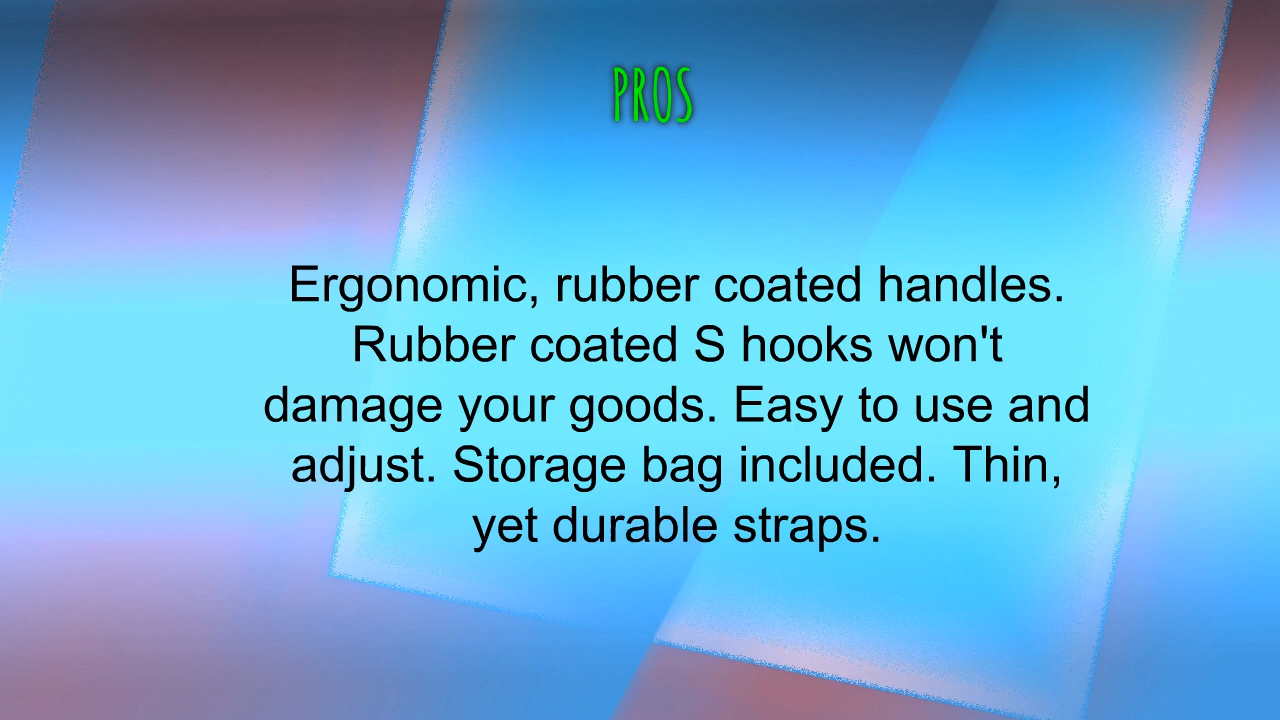 PROS
Ergonomic, rubber coated handles.
Rubber coated S hooks won't
damage your goods. Easy to use and
adjust. Storage bag included. Thin,
yet durable straps.